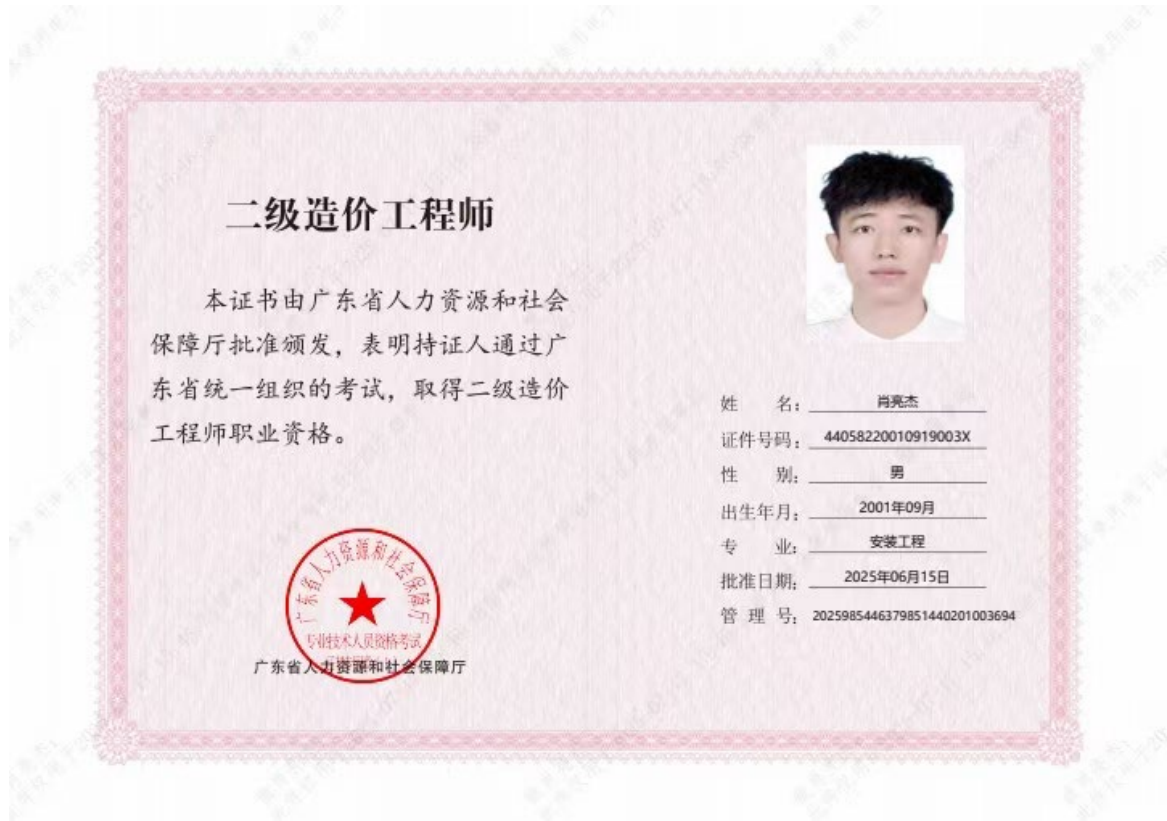 二级造价工程师
本证书由广东省人力资源和社会
保障厅批准颁发，表明持证人通过广
东省统一组织的考试，取得二级造价
工程师职业资格。
广东省人力资源和社会保障厅
专业技术人员资格考试
广东省人力资源和社会保障厅
姓 名：肖亮杰
证件号码：44058220010919003X
性 别：男
出生年月：2001年09月
专 业：安装工程
批准日期：2025年06月15日
管 理 号：2025985446379851440201003694